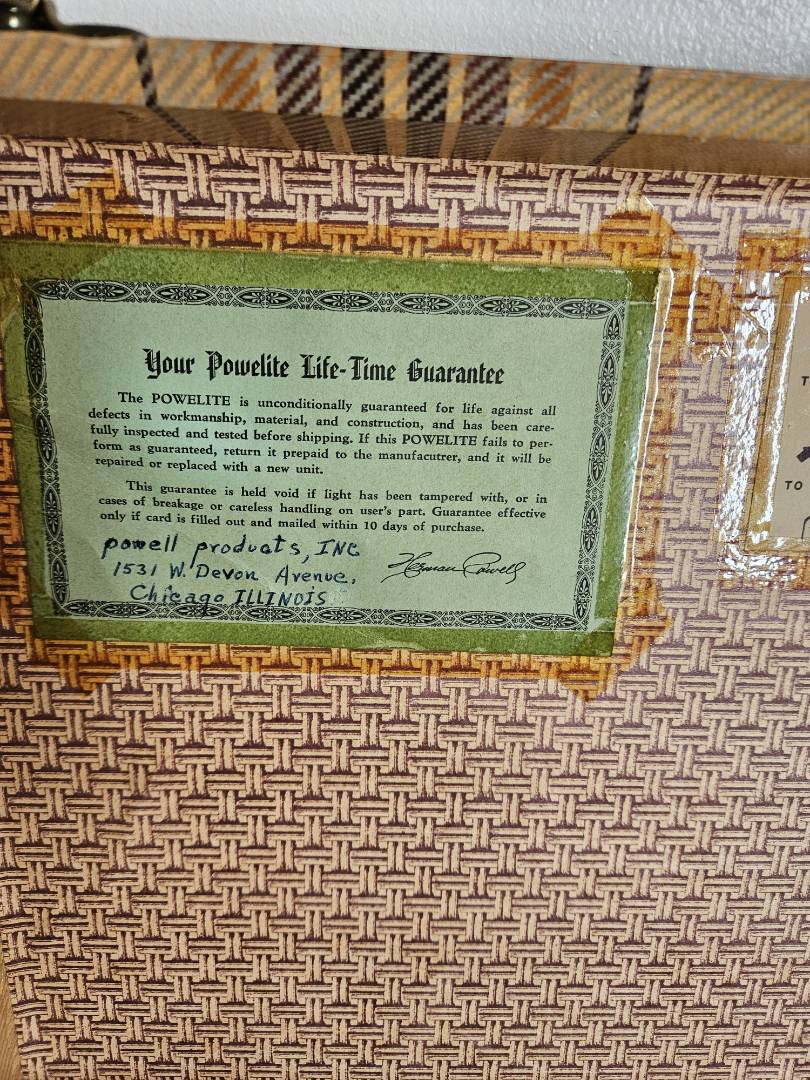 Your Powelite Life-Time Guarantee
The POWELITE is unconditionally guaranteed for life against all
defects in workmanship, material, and construction, and has been care-
fully inspected and tested before shipping. If this POWELITE fails to per-
form as guaranteed, return it prepaid to the manufacutrer, and it will be
repaired or replaced with a new unit.
This guarantee is held void if light has been tampered with, or in
cases of breakage or careless handling on user's part. Guarantee effective
only if card is filled out and mailed within 10 days of purchase.
powell products, INC
1531 W. Devon Avenue,
Chicago ILLINOIS
Herman Powell
T
TO